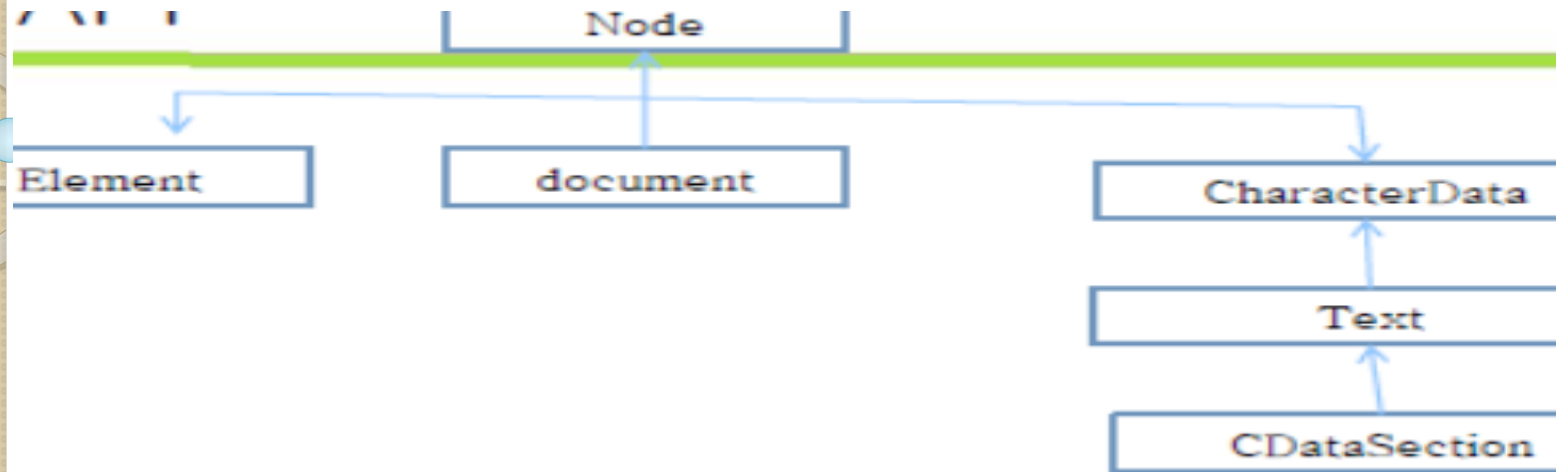 Node
Element
document
CharacterData
Text
CDataSection